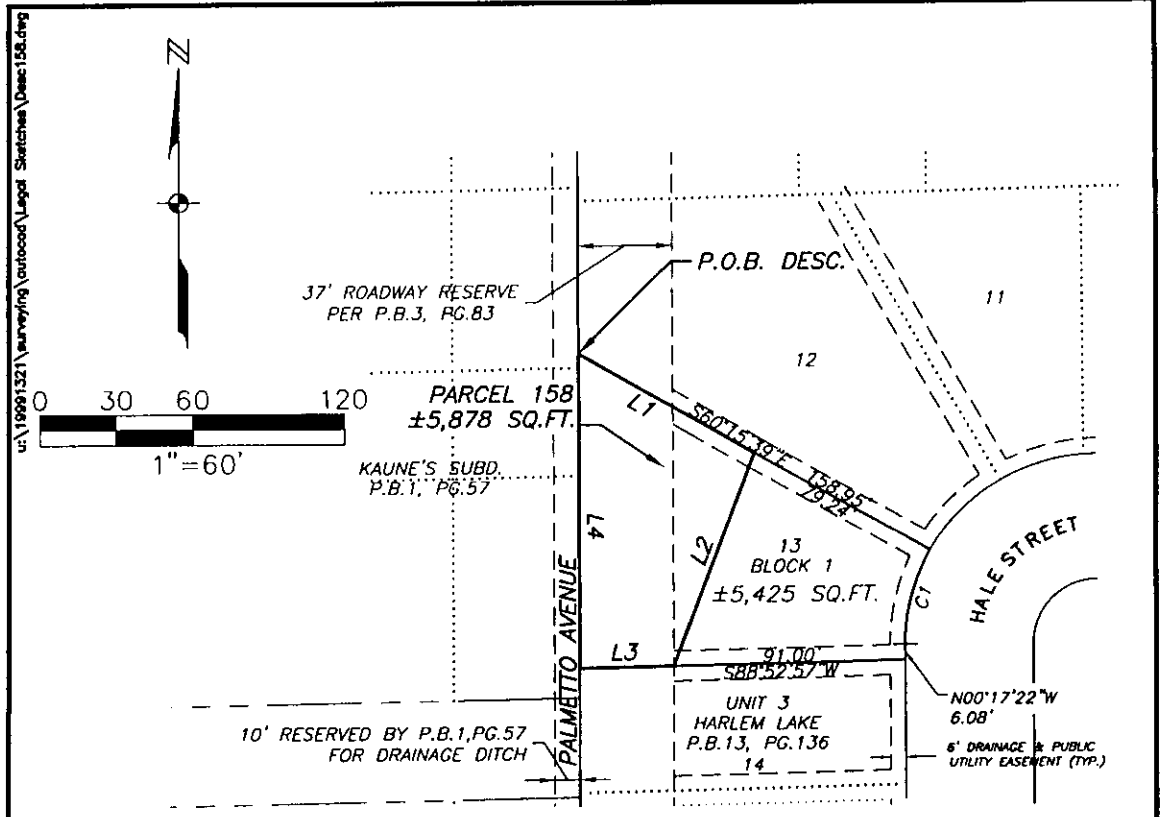 u:\19991321\surveying\autocad\Legal Sketches\Desc158.dwg
N
P.O.B. DESC.
37' ROADWAY RESERVE
PER P.B.3, PG.83
11
12
0 30 60 120
1"=60'
PARCEL 158
±5,878 SQ.FT.
L1
S60°15'39"E 158.95'
79.24'
KAUNE'S SUBD.
P.B.1, PG.57
L4
L2
13
BLOCK 1
±5,425 SQ.FT.
C1
HALE STREET
PALMETTO AVENUE
L3
91.00'
S88°52'57"W
N00°17'22"W
6.08'
UNIT 3
HARLEM LAKE
P.B.13, PG.136
14
10' RESERVED BY P.B.1,PG.57
FOR DRAINAGE DITCH
6' DRAINAGE & PUBLIC
UTILITY EASEMENT (TYP.)